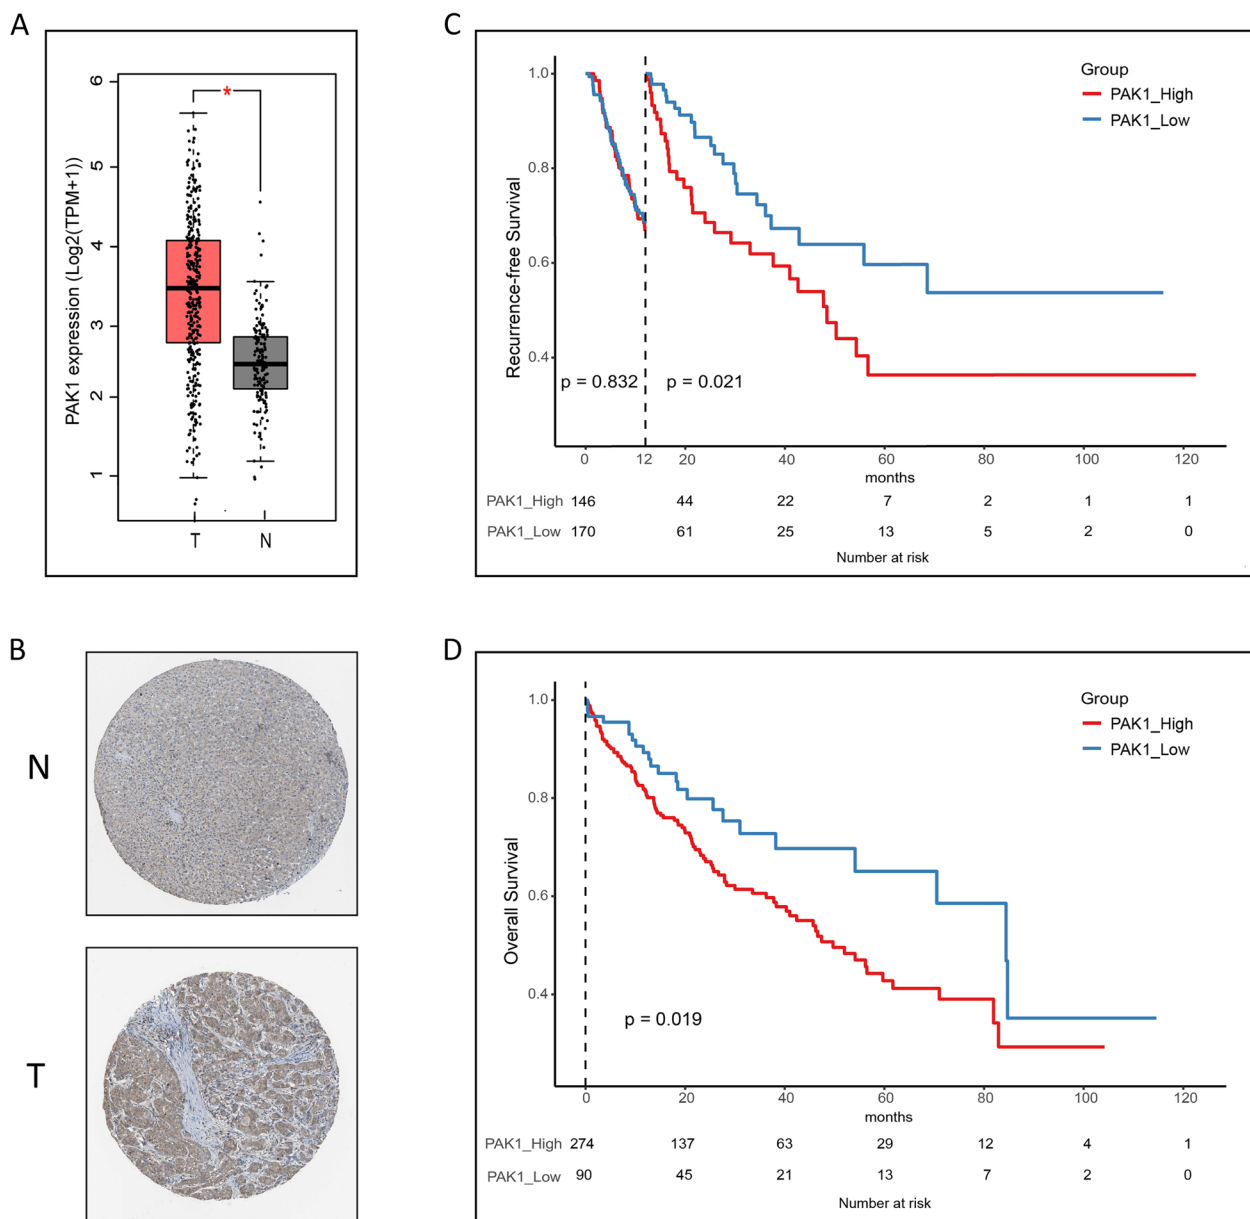 A
PAK1 expression (Log2(TPM+1))
6
5
4
3
2
1
*
T
N
B
N
T
C
Recurrence-free Survival
1.0
0.8
0.6
0.4
Group
PAK1_High
PAK1_Low
p = 0.832
p = 0.021
0 12 20 40 60 80 100 120
months
PAK1_High 146 44 22 7 2 1 1
PAK1_Low 170 61 25 13 5 2 0
Number at risk
D
Overall Survival
1.0
0.8
0.6
0.4
Group
PAK1_High
PAK1_Low
p = 0.019
0 20 40 60 80 100 120
months
PAK1_High 274 137 63 29 12 4 1
PAK1_Low 90 45 21 13 7 2 0
Number at risk